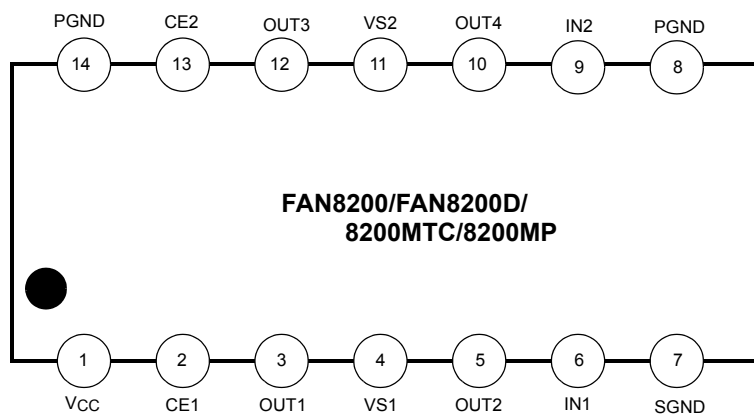 PGND CE2 OUT3 VS2 OUT4 IN2 PGND
14 13 12 11 10 9 8
FAN8200/FAN8200D/
8200MTC/8200MP
1 2 3 4 5 6 7
VCC CE1 OUT1 VS1 OUT2 IN1 SGND